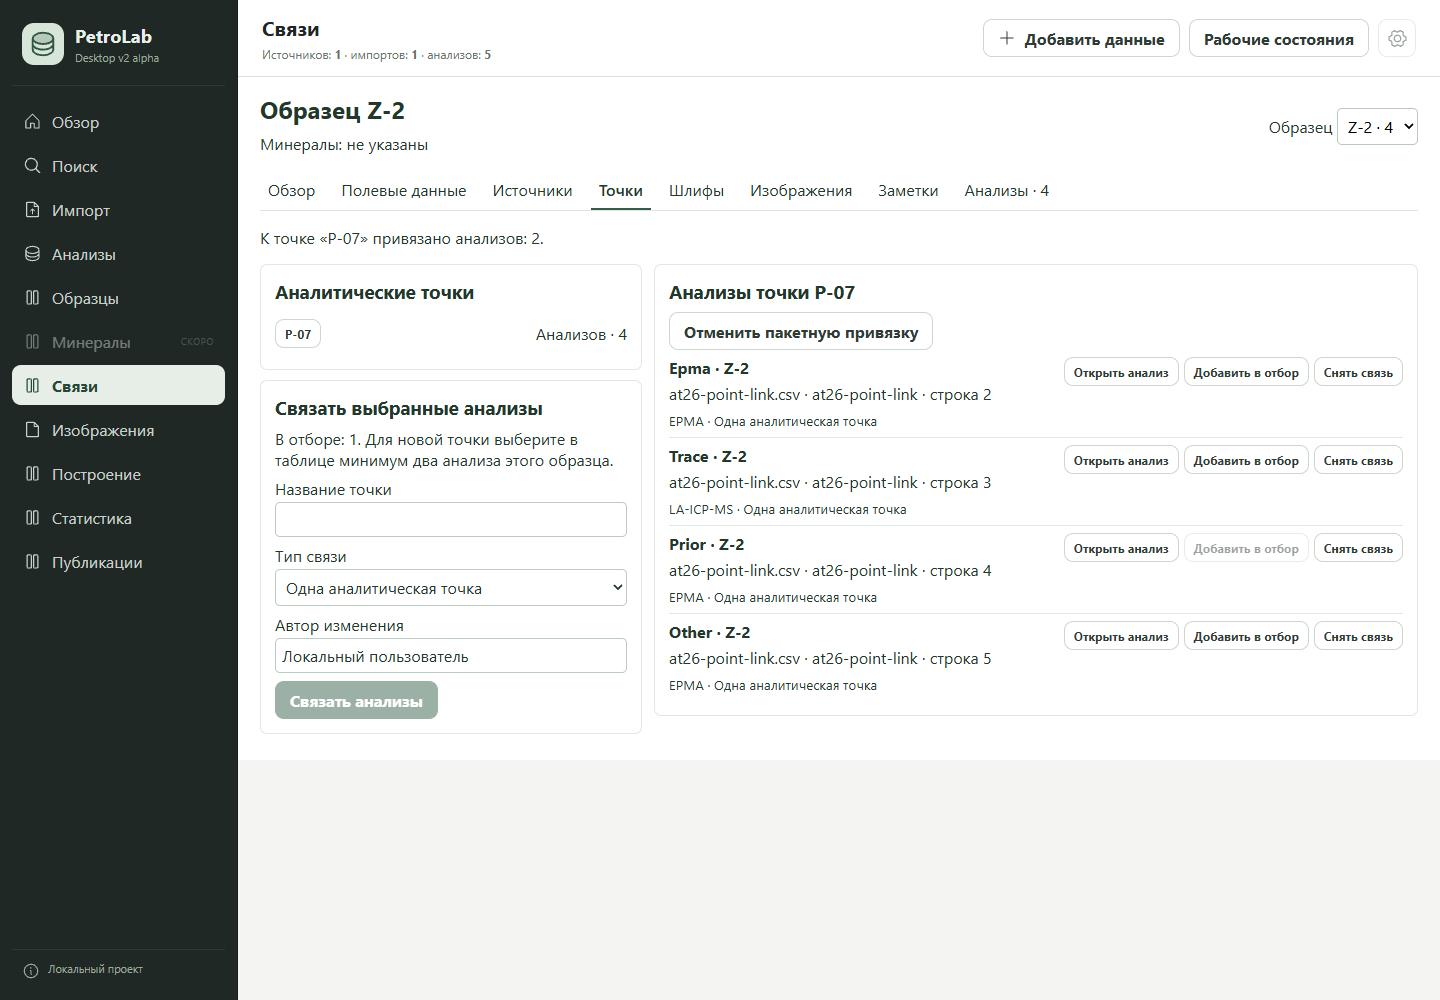 PetroLab
Desktop v2 alpha
Обзор
Поиск
Импорт
Анализы
Образцы
Минералы СКОРО
Связи
Изображения
Построение
Статистика
Публикации
Локальный проект
Связи
Источников: 1 · импортов: 1 · анализов: 5
Добавить данные
Рабочие состояния
Образец Z-2
Минералы: не указаны
Образец Z-2 · 4
Обзор Полевые данные Источники Точки Шлифы Изображения Заметки Анализы · 4
К точке «P-07» привязано анализов: 2.
Аналитические точки
P-07 Анализов · 4
Связать выбранные анализы
В отборе: 1. Для новой точки выберите в
таблице минимум два анализа этого образца.
Название точки
Тип связи
Одна аналитическая точка
Автор изменения
Локальный пользователь
Связать анализы
Анализы точки P-07
Отменить пакетную привязку
Epma · Z-2
at26-point-link.csv · at26-point-link · строка 2
EPMA · Одна аналитическая точка
Открыть анализ Добавить в отбор Снять связь
Trace · Z-2
at26-point-link.csv · at26-point-link · строка 3
LA-ICP-MS · Одна аналитическая точка
Открыть анализ Добавить в отбор Снять связь
Prior · Z-2
at26-point-link.csv · at26-point-link · строка 4
EPMA · Одна аналитическая точка
Открыть анализ Добавить в отбор Снять связь
Other · Z-2
at26-point-link.csv · at26-point-link · строка 5
EPMA · Одна аналитическая точка
Открыть анализ Добавить в отбор Снять связь